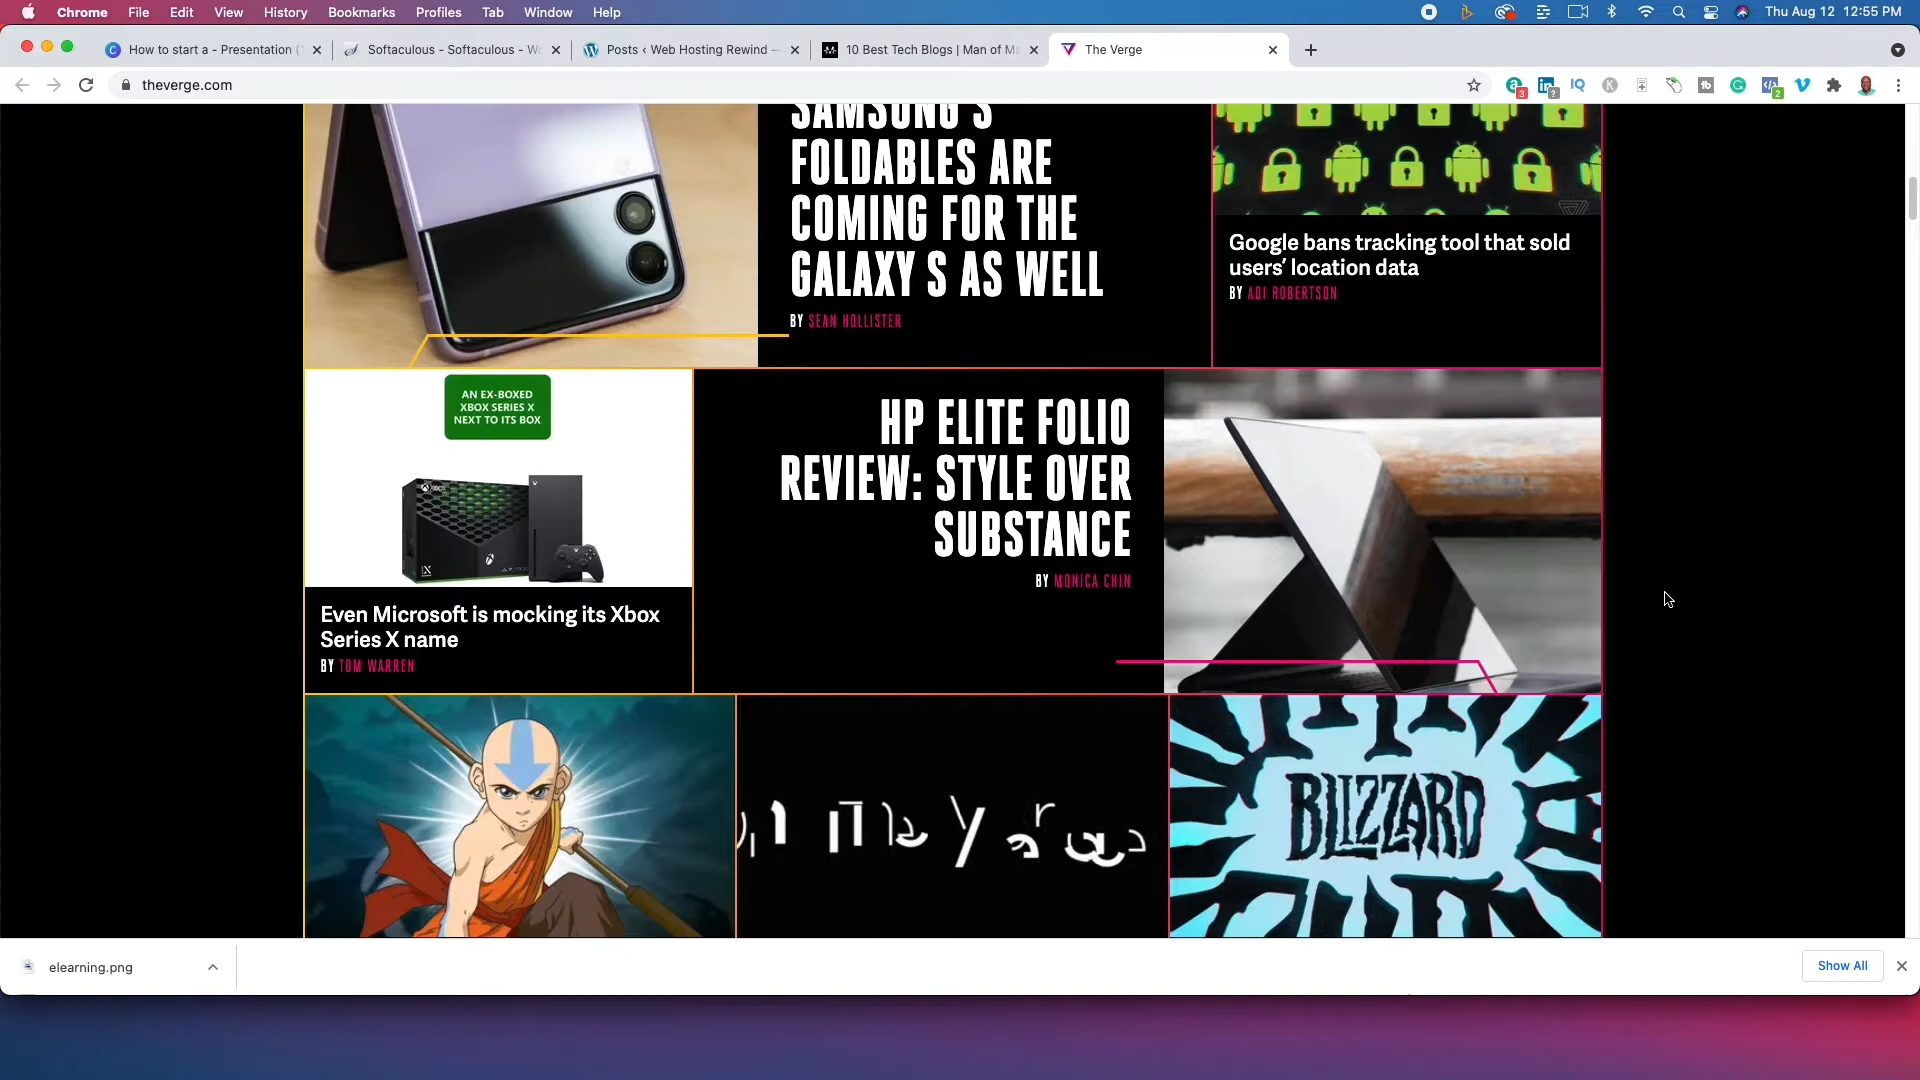 Chrome File Edit View History Bookmarks Profiles Tab Window Help Thu Aug 12 12:55 PM
How to start a - Presentation ( Softaculous - Softaculous - Wo Posts ‹ Web Hosting Rewind — 10 Best Tech Blogs | Man of Ma The Verge
theverge.com
SAMSUNG'S
FOLDABLES ARE
COMING FOR THE
GALAXY S AS WELL
BY SEAN HOLLISTER
Google bans tracking tool that sold
users’ location data
BY ADI ROBERTSON
AN EX-BOXED
XBOX SERIES X
NEXT TO ITS BOX
XBOX
Even Microsoft is mocking its Xbox
Series X name
BY TOM WARREN
HP ELITE FOLIO
REVIEW: STYLE OVER
SUBSTANCE
BY MONICA CHIN
BLIZZARD
elearning.png
Show All